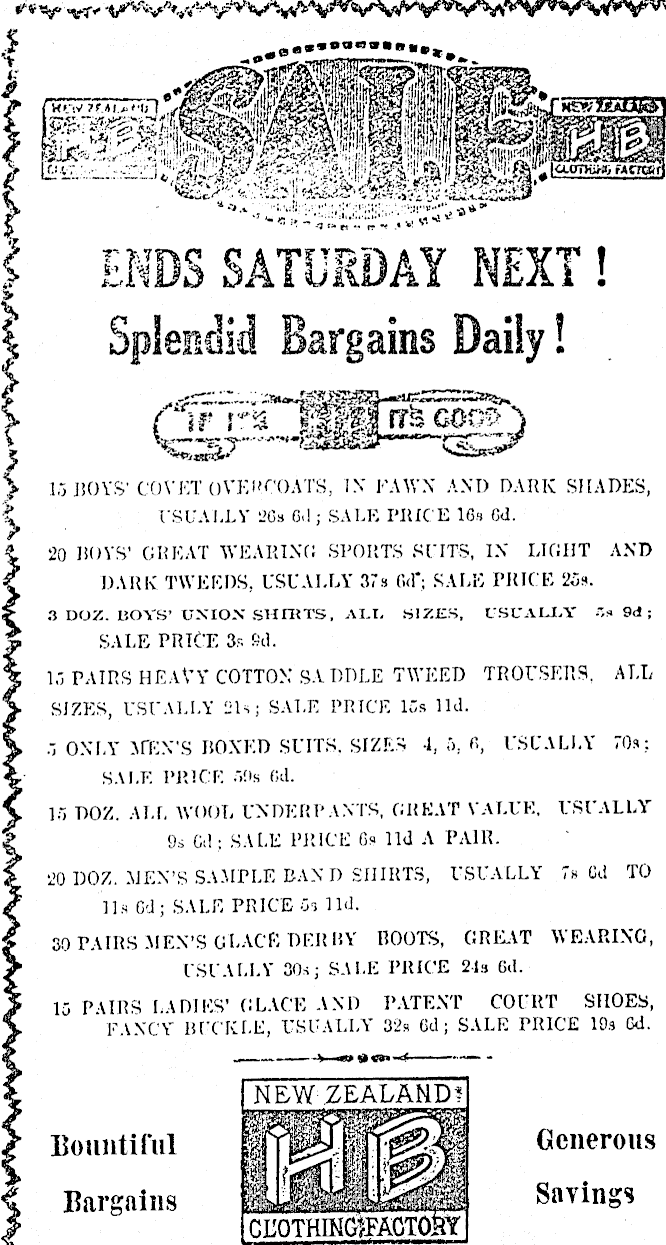 SALE
NEW ZEALAND
HB
CLOTHING FACTORY
NEW ZEALAND
HB
CLOTHING FACTORY
ENDS SATURDAY NEXT !
Splendid Bargains Daily !
IF IT'S HB IT'S GOOD
15 BOYS' COVET OVERCOATS, IN FAWN AND DARK SHADES,
USUALLY 26s 6d ; SALE PRICE 16s 6d.
20 BOYS' GREAT WEARING SPORTS SUITS, IN LIGHT AND
DARK TWEEDS, USUALLY 37s 6d ; SALE PRICE 25s.
3 DOZ. BOYS' UNION SHIRTS, ALL SIZES, USUALLY 5s 9d ;
SALE PRICE 3s 9d.
15 PAIRS HEAVY COTTON SADDLE TWEED TROUSERS, ALL
SIZES, USUALLY 21s ; SALE PRICE 15s 11d.
5 ONLY MEN'S BOXED SUITS, SIZES 4, 5, 6, USUALLY 70s ;
SALE PRICE 59s 6d.
15 DOZ. ALL WOOL UNDERPANTS, GREAT VALUE, USUALLY
9s 6d ; SALE PRICE 6s 11d A PAIR.
20 DOZ. MEN'S SAMPLE BAND SHIRTS, USUALLY 7s 6d TO
11s 6d ; SALE PRICE 5s 11d.
30 PAIRS MEN'S GLACÉ DERBY BOOTS, GREAT WEARING,
USUALLY 30s ; SALE PRICE 24s 6d.
15 PAIRS LADIES' GLACE AND PATENT COURT SHOES,
FANCY BUCKLE, USUALLY 32s 6d ; SALE PRICE 19s 6d.
Bountiful
Bargains
NEW ZEALAND
HB
CLOTHING FACTORY
Generous
Savings